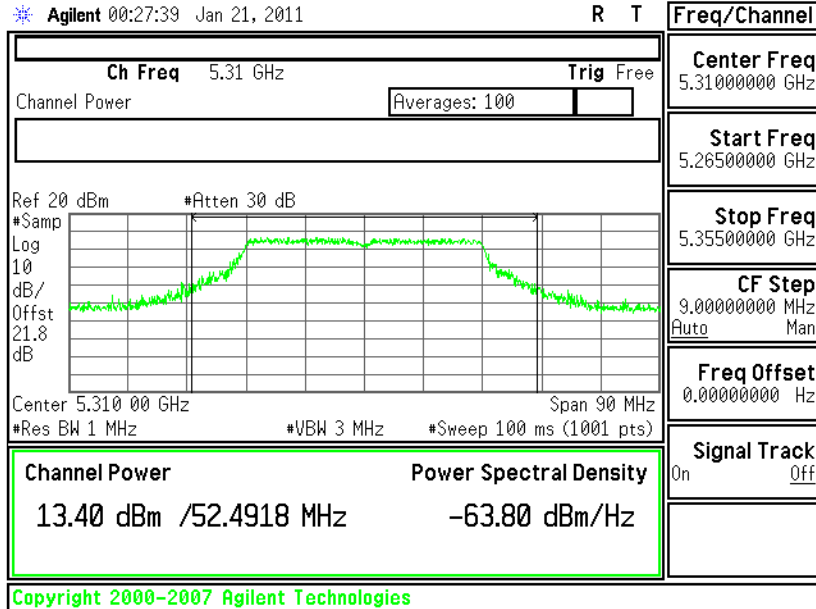 Agilent 00:27:39 Jan 21, 2011 R T
Freq/Channel
Ch Freq 5.31 GHz Trig Free
Channel Power Averages: 100
Ref 20 dBm #Atten 30 dB
#Samp
Log
10
dB/
Offst
21.8
dB
Center 5.310 00 GHz Span 90 MHz
#Res BW 1 MHz #VBW 3 MHz #Sweep 100 ms (1001 pts)
Channel Power Power Spectral Density
13.40 dBm /52.4918 MHz -63.80 dBm/Hz
Center Freq
5.31000000 GHz
Start Freq
5.26500000 GHz
Stop Freq
5.35500000 GHz
CF Step
9.00000000 MHz
Auto Man
Freq Offset
0.00000000 Hz
Signal Track
On Off
Copyright 2000-2007 Agilent Technologies